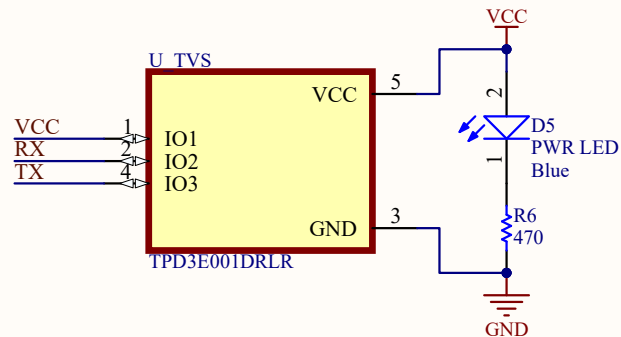 VCC
U_TVS
5
2
VCC
VCC
1
IO1
D5
RX
2
IO2
PWR LED
TX
4
IO3
1
Blue
GND
3
R6
470
TPD3E001DRLR
GND